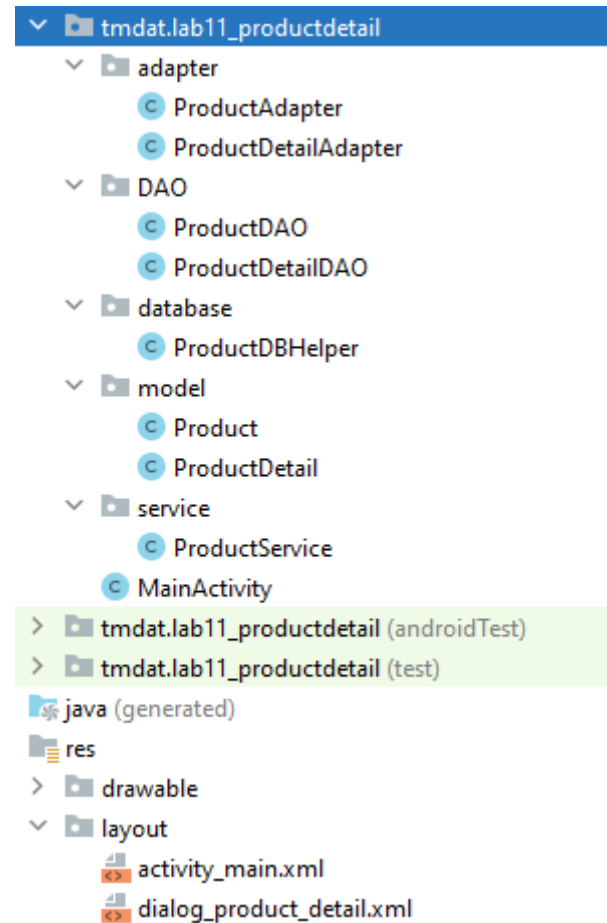 tmdat.lab11_productdetail
adapter
ProductAdapter
ProductDetailAdapter
DAO
ProductDAO
ProductDetailDAO
database
ProductDBHelper
model
Product
ProductDetail
service
ProductService
MainActivity
tmdat.lab11_productdetail (androidTest)
tmdat.lab11_productdetail (test)
java (generated)
res
drawable
layout
activity_main.xml
dialog_product_detail.xml